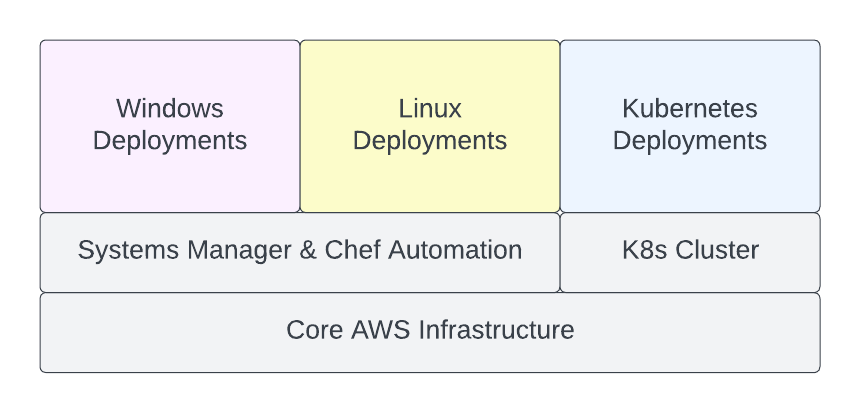 Windows
Deployments
Linux
Deployments
Kubernetes
Deployments
Systems Manager & Chef Automation
K8s Cluster
Core AWS Infrastructure